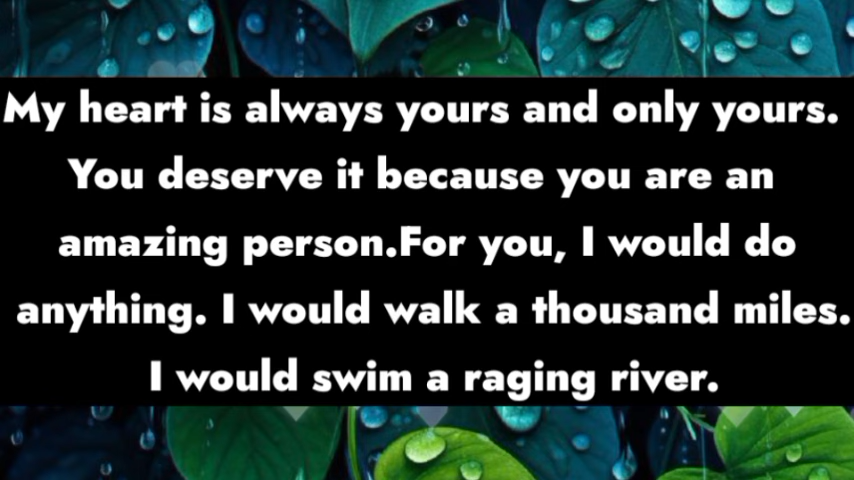 My heart is always yours and only yours.
You deserve it because you are an
amazing person.For you, I would do
anything. I would walk a thousand miles.
I would swim a raging river.